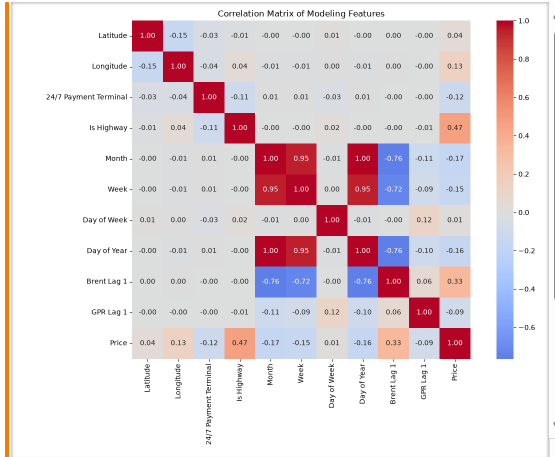 Correlation Matrix of Modeling Features
Latitude 1.00 -0.15 -0.03 -0.01 -0.00 -0.00 0.01 -0.00 0.00 -0.00 0.04
Longitude -0.15 1.00 -0.04 0.04 -0.01 -0.01 0.00 -0.01 0.00 -0.00 0.13
24/7 Payment Terminal -0.03 -0.04 1.00 -0.11 0.01 0.01 -0.03 0.01 0.00 -0.00 -0.12
Is Highway -0.01 0.04 -0.11 1.00 -0.00 -0.00 0.02 -0.00 0.00 -0.01 0.47
Month -0.00 -0.01 0.01 -0.00 1.00 0.95 -0.01 1.00 -0.76 -0.11 -0.17
Week -0.00 -0.01 0.01 -0.00 0.95 1.00 0.00 0.95 -0.72 -0.09 -0.15
Day of Week 0.01 0.00 -0.03 0.02 -0.01 0.00 1.00 -0.01 -0.00 0.12 0.01
Day of Year -0.00 -0.01 0.01 -0.00 1.00 0.95 -0.01 1.00 -0.76 -0.10 -0.16
Brent Lag 1 0.00 0.00 0.00 0.00 -0.76 -0.72 -0.00 -0.76 1.00 0.06 0.33
GPR Lag 1 -0.00 -0.00 -0.00 -0.01 -0.11 -0.09 0.12 -0.10 0.06 1.00 -0.09
Price 0.04 0.13 -0.12 0.47 -0.17 -0.15 0.01 -0.16 0.33 -0.09 1.00
Latitude
Longitude
24/7 Payment Terminal
Is Highway
Month
Week
Day of Week
Day of Year
Brent Lag 1
GPR Lag 1
Price
1.0
0.8
0.6
0.4
0.2
0.0
−0.2
−0.4
−0.6